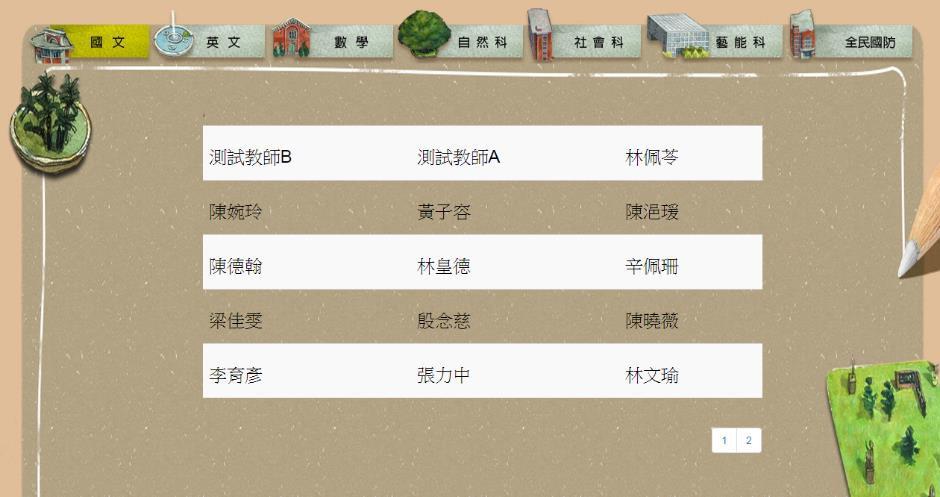 國文 英文 數學 自然科 社會科 藝能科 全民國防
測試教師B 測試教師A 林佩苓
陳婉玲 黃子容 陳浥瑗
陳德翰 林皇德 辛佩珊
梁佳雯 殷念慈 陳曉薇
李育彥 張力中 林文瑜
1 2